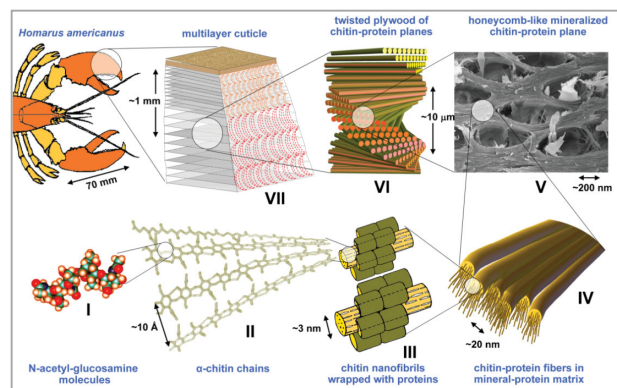 Homarus americanus
multilayer cuticle
twisted plywood of
chitin-protein planes
honeycomb-like mineralized
chitin-protein plane
~1 mm
70 mm
VII
~10 μm
VI
V
~200 nm
I
N-acetyl-glucosamine
molecules
~10 Å
II
α-chitin chains
~3 nm
III
chitin nanofibrils
wrapped with proteins
IV
~20 nm
chitin-protein fibers in
mineral-protein matrix